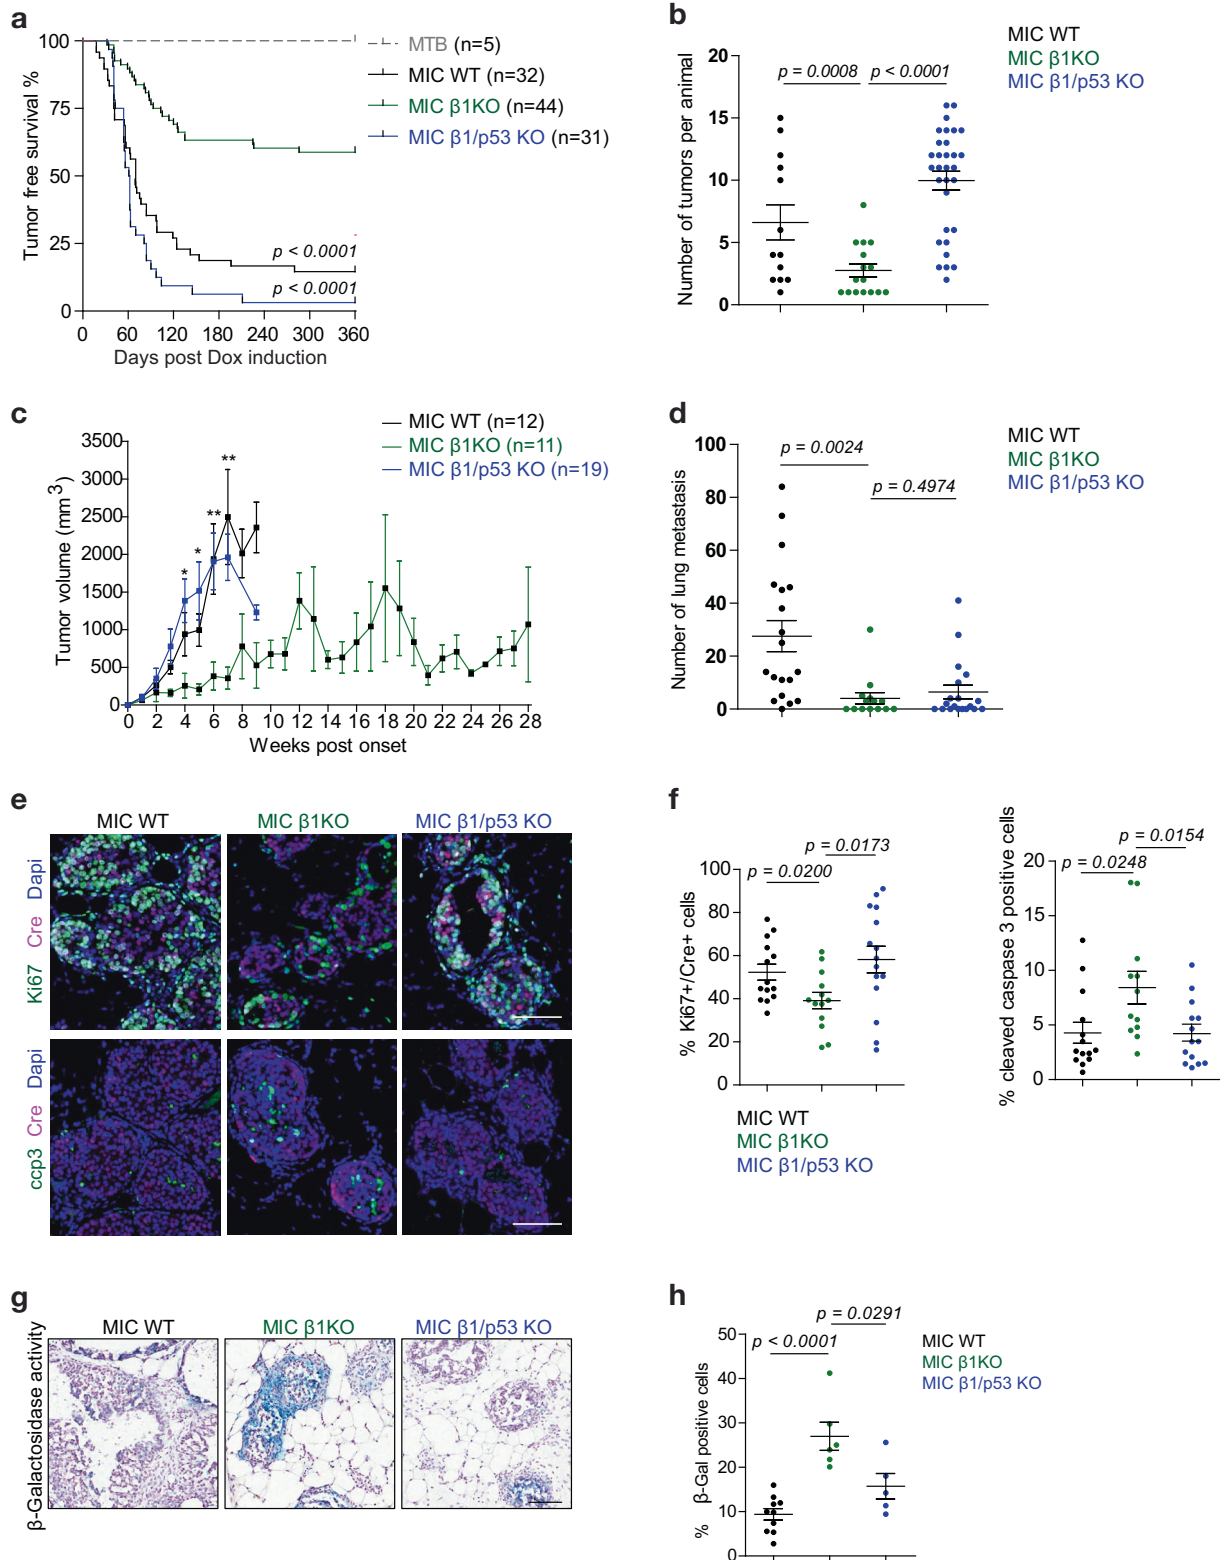 a
Tumor free survival %
100
75
50
25
0
0 60 120 180 240 300 360
Days post Dox induction
MTB (n=5)
MIC WT (n=32)
MIC β1KO (n=44)
MIC β1/p53 KO (n=31)
p < 0.0001
p < 0.0001
b
Number of tumors per animal
20
15
10
5
0
p = 0.0008 p < 0.0001
MIC WT
MIC β1KO
MIC β1/p53 KO
c
Tumor volume (mm3)
3500
3000
2500
2000
1500
1000
500
0
0 2 4 6 8 10 12 14 16 18 20 22 24 26 28
Weeks post onset
* * ** **
MIC WT (n=12)
MIC β1KO (n=11)
MIC β1/p53 KO (n=19)
d
Number of lung metastasis
100
80
60
40
20
0
p = 0.0024
p = 0.4974
MIC WT
MIC β1KO
MIC β1/p53 KO
e
MIC WT MIC β1KO MIC β1/p53 KO
Ki67 Cre Dapi
ccp3 Cre Dapi
f
% Ki67+/Cre+ cells
100
80
60
40
20
0
p = 0.0200
p = 0.0173
MIC WT
MIC β1KO
MIC β1/p53 KO
% cleaved caspase 3 positive cells
20
15
10
5
0
p = 0.0248
p = 0.0154
g
MIC WT MIC β1KO MIC β1/p53 KO
β-Galactosidase activity
h
% β-Gal positive cells
50
40
30
20
10
0
p < 0.0001
p = 0.0291
MIC WT
MIC β1KO
MIC β1/p53 KO